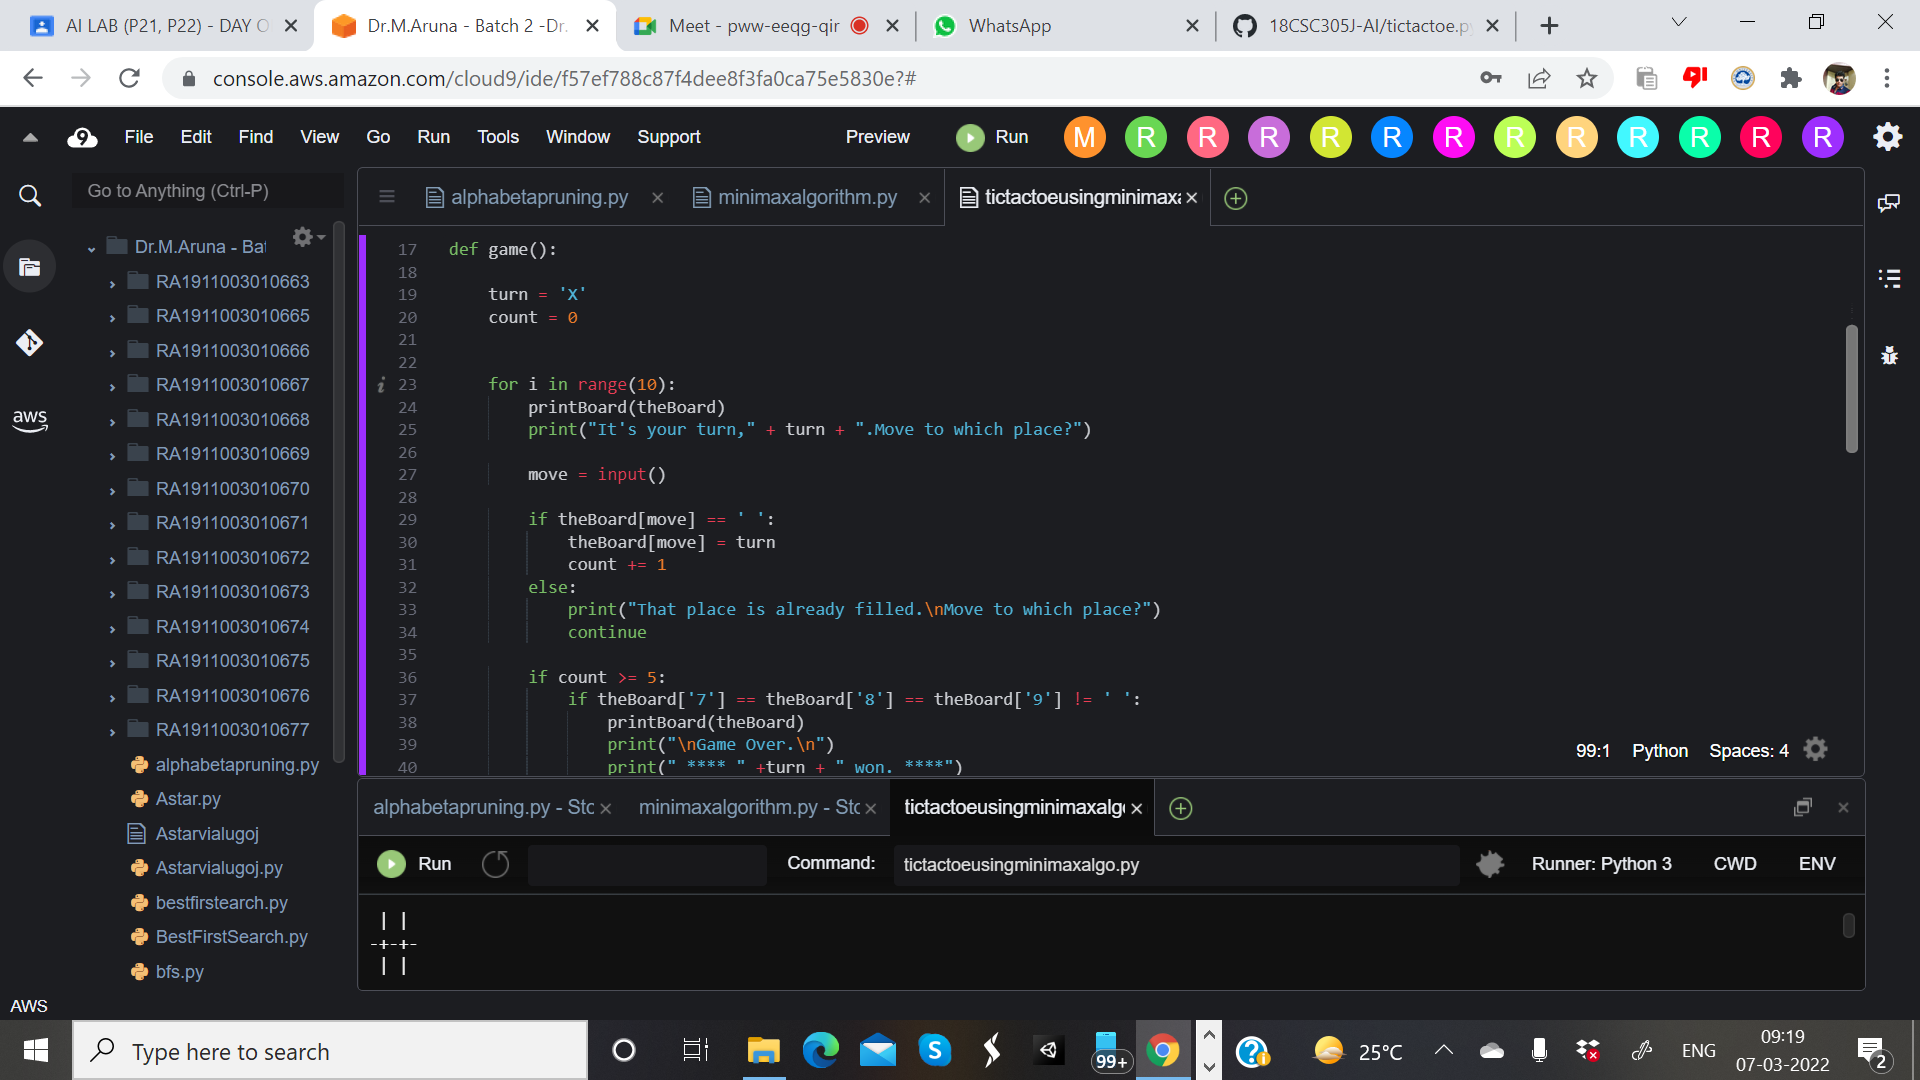 AI LAB (P21, P22) - DAY O
Dr.M.Aruna - Batch 2 -Dr.
Meet - pww-eeqg-qir
WhatsApp
18CSC305J-AI/tictactoe.py
console.aws.amazon.com/cloud9/ide/f57ef788c87f4dee8f3fa0ca75e5830e?#
9 File Edit Find View Go Run Tools Window Support Preview Run M R R R R R R R R R R R R
Go to Anything (Ctrl-P)
alphabetapruning.py
minimaxalgorithm.py
tictactoeusingminimaxa
Dr.M.Aruna - Bat
RA1911003010663
RA1911003010665
RA1911003010666
RA1911003010667
RA1911003010668
RA1911003010669
RA1911003010670
RA1911003010671
RA1911003010672
RA1911003010673
RA1911003010674
RA1911003010675
RA1911003010676
RA1911003010677
alphabetapruning.py
Astar.py
Astarvialugoj
Astarvialugoj.py
bestfirstearch.py
BestFirstSearch.py
bfs.py
aws
AWS
17 def game():
18
19 turn = 'X'
20 count = 0
21
22
i 23 for i in range(10):
24 printBoard(theBoard)
25 print("It's your turn," + turn + ".Move to which place?")
26
27 move = input()
28
29 if theBoard[move] == ' ':
30 theBoard[move] = turn
31 count += 1
32 else:
33 print("That place is already filled.\nMove to which place?")
34 continue
35
36 if count >= 5:
37 if theBoard['7'] == theBoard['8'] == theBoard['9'] != ' ':
38 printBoard(theBoard)
39 print("\nGame Over.\n")
40 print(" **** " +turn + " won. ****")
99:1 Python Spaces: 4
alphabetapruning.py - Stc
minimaxalgorithm.py - Stc
tictactoeusingminimaxalg
Run Command: tictactoeusingminimaxalgo.py Runner: Python 3 CWD ENV
| |
-+-+-
| |
Type here to search
99+
25°C
ENG
09:19
07-03-2022
2